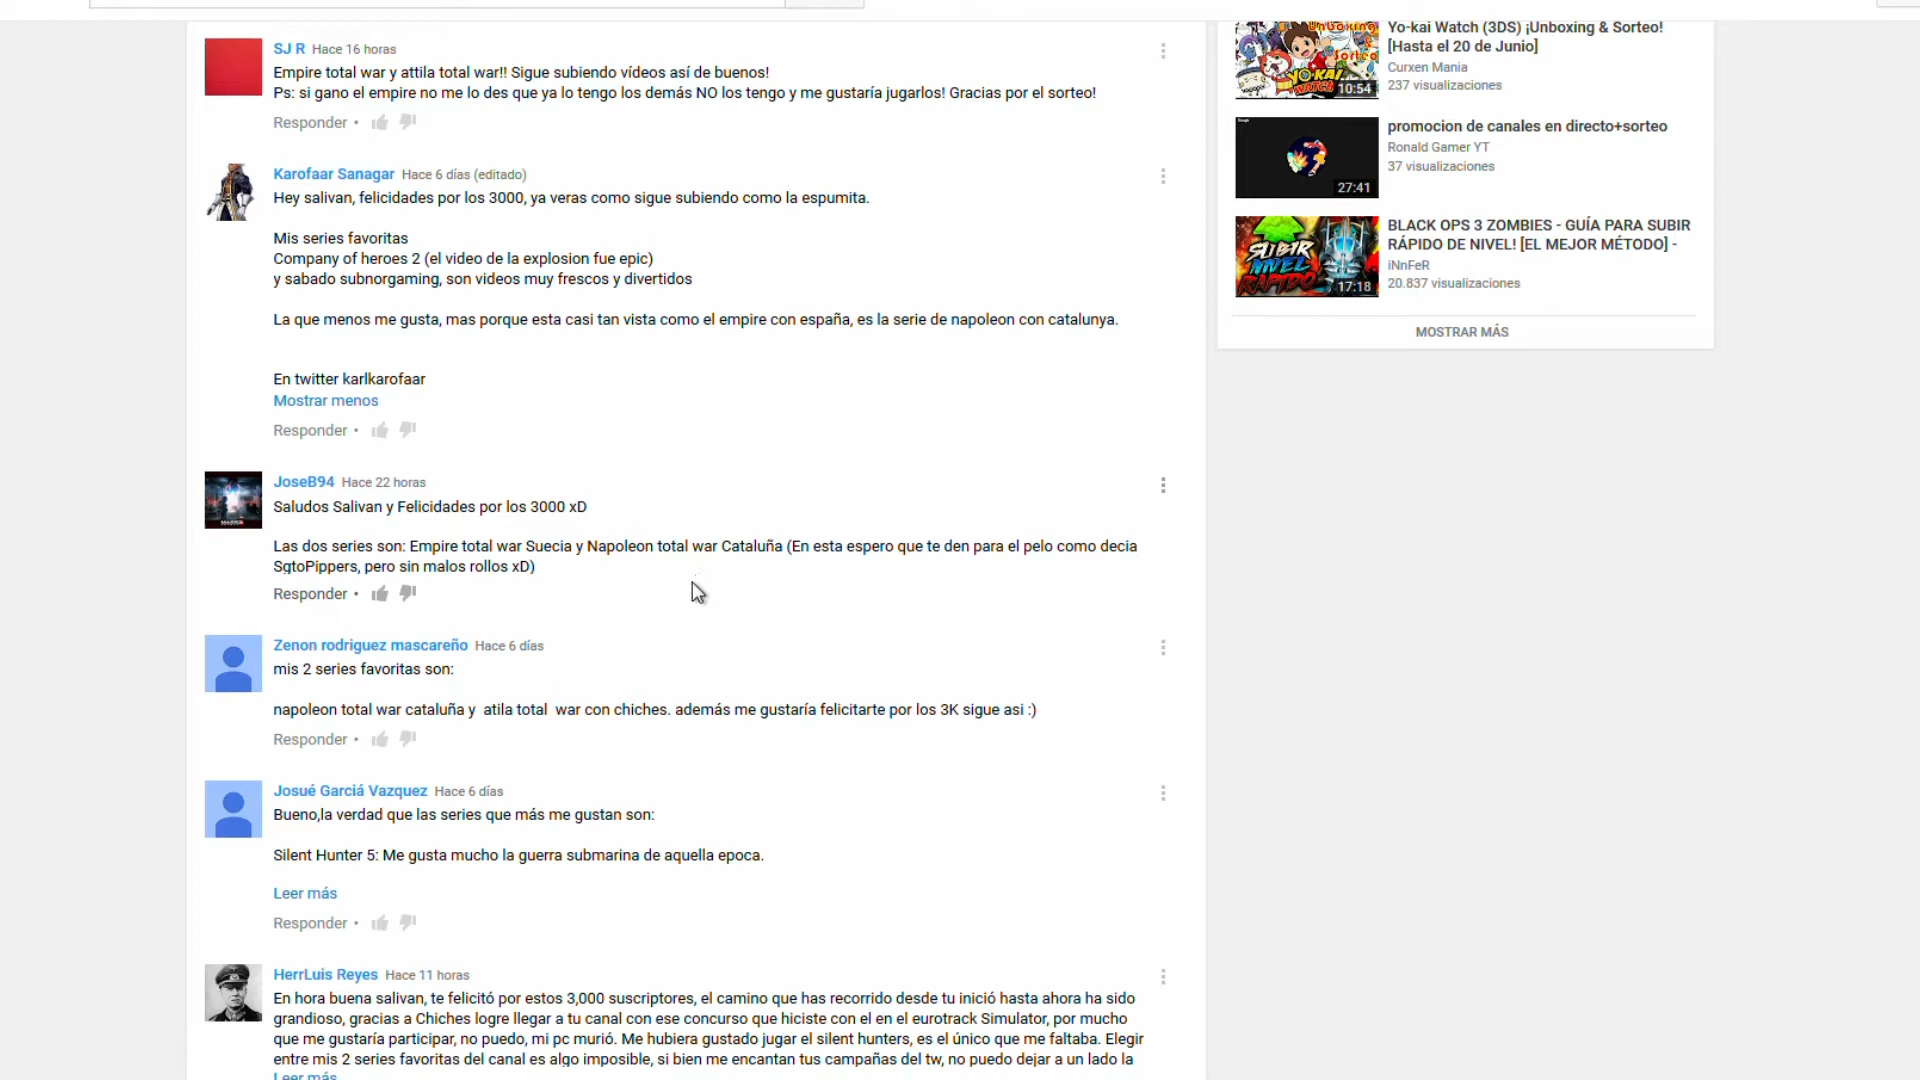 SJ R Hace 16 horas
Empire total war y attila total war!! Sigue subiendo vídeos así de buenos!
Ps: si gano el empire no me lo des que ya lo tengo los demás NO los tengo y me gustaría jugarlos! Gracias por el sorteo!
Responder •
Karofaar Sanagar Hace 6 días (editado)
Hey salivan, felicidades por los 3000, ya veras como sigue subiendo como la espumita.
Mis series favoritas
Company of heroes 2 (el video de la explosion fue epic)
y sabado subnorgaming, son videos muy frescos y divertidos
La que menos me gusta, mas porque esta casi tan vista como el empire con españa, es la serie de napoleon con catalunya.
En twitter karlkarofaar
Mostrar menos
Responder •
JoseB94 Hace 22 horas
Saludos Salivan y Felicidades por los 3000 xD
Las dos series son: Empire total war Suecia y Napoleon total war Cataluña (En esta espero que te den para el pelo como decia
SgtoPippers, pero sin malos rollos xD)
Responder •
Zenon rodriguez mascareño Hace 6 días
mis 2 series favoritas son:
napoleon total war cataluña y atila total war con chiches. además me gustaría felicitarte por los 3K sigue asi :)
Responder •
Josué Garciá Vazquez Hace 6 días
Bueno,la verdad que las series que más me gustan son:
Silent Hunter 5: Me gusta mucho la guerra submarina de aquella epoca.
Leer más
Responder •
HerrLuis Reyes Hace 11 horas
En hora buena salivan, te felicitó por estos 3,000 suscriptores, el camino que has recorrido desde tu inició hasta ahora ha sido
grandioso, gracias a Chiches logre llegar a tu canal con ese concurso que hiciste con el en el eurotrack Simulator, por mucho
que me gustaría participar, no puedo, mi pc murió. Me hubiera gustado jugar el silent hunters, es el único que me faltaba. Elegir
entre mis 2 series favoritas del canal es algo imposible, si bien me encantan tus campañas del tw, no puedo dejar a un lado la
Leer más
Unboxing
Sorteo
YO-KAI
WATCH
10:54
Yo-kai Watch (3DS) ¡Unboxing & Sorteo!
[Hasta el 20 de Junio]
Curxen Mania
237 visualizaciones
27:41
promocion de canales en directo+sorteo
Ronald Gamer YT
37 visualizaciones
SUBIR
NIVEL
RAPIDO
17:18
BLACK OPS 3 ZOMBIES - GUÍA PARA SUBIR
RÁPIDO DE NIVEL! [EL MEJOR MÉTODO] -
iNnFeR
20.837 visualizaciones
MOSTRAR MÁS